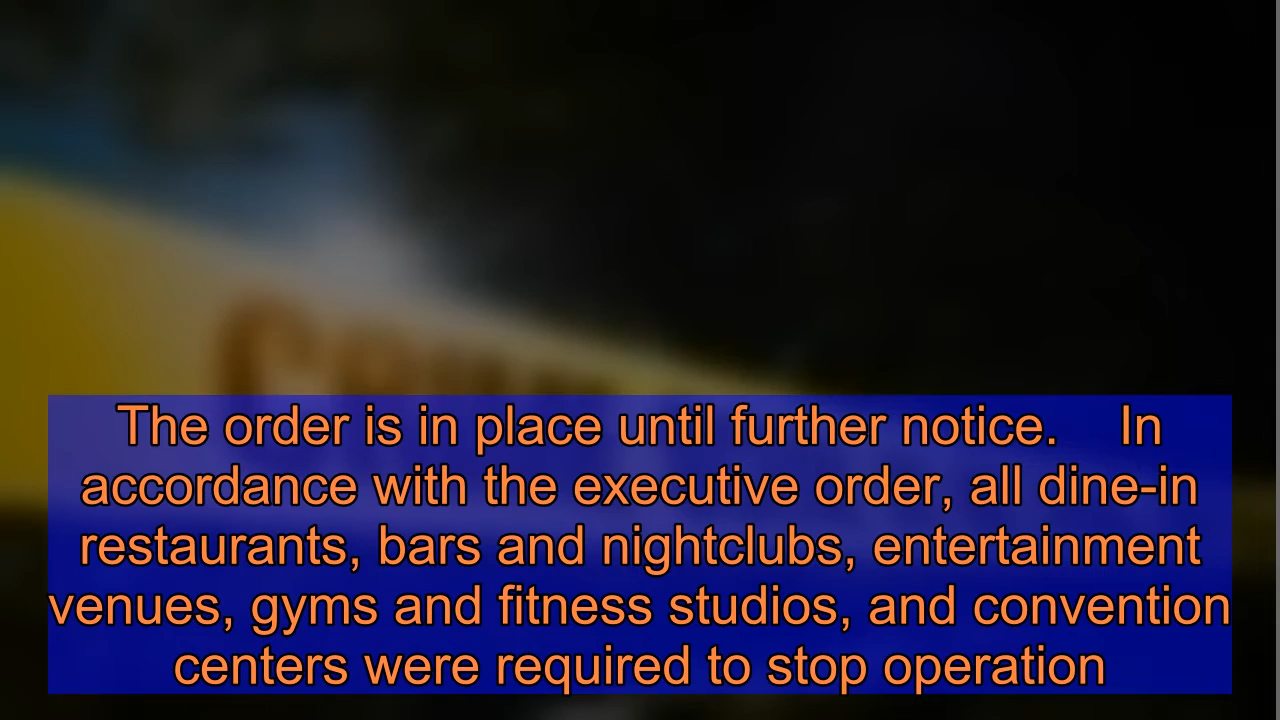 The order is in place until further notice.    In
accordance with the executive order, all dine-in
restaurants, bars and nightclubs, entertainment
venues, gyms and fitness studios, and convention
centers were required to stop operation